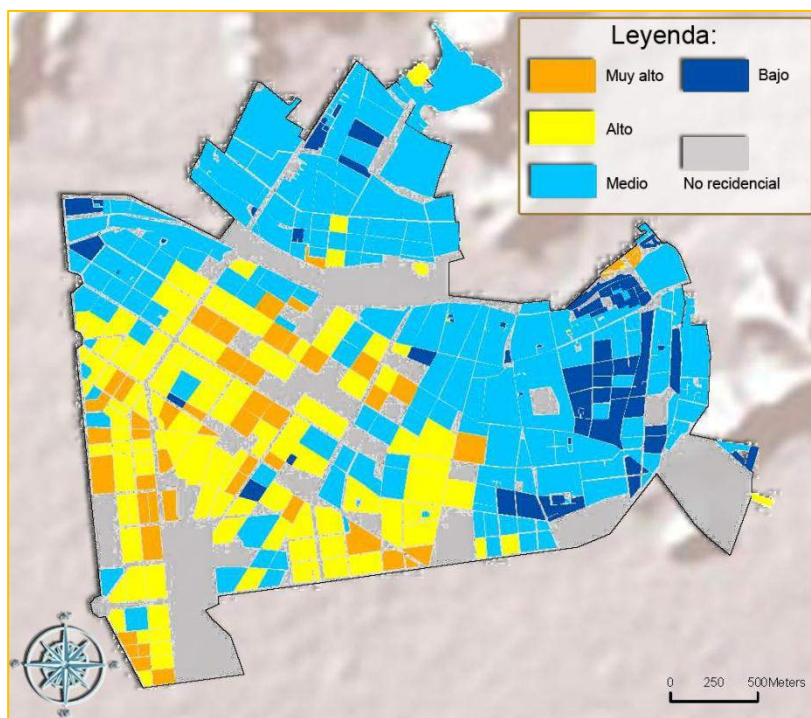 Leyenda:
Muy alto
Bajo
Alto
Medio
No recidencial
0 250 500Meters